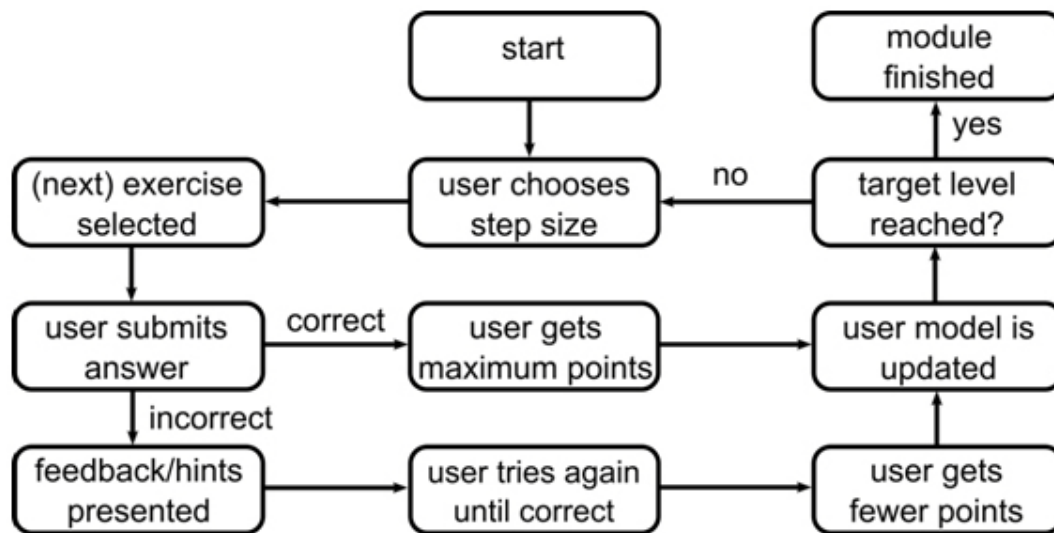 start
module
finished
yes
(next) exercise
selected
user chooses
step size
no
target level
reached?
user submits
answer
correct
user gets
maximum points
user model is
updated
incorrect
feedback/hints
presented
user tries again
until correct
user gets
fewer points